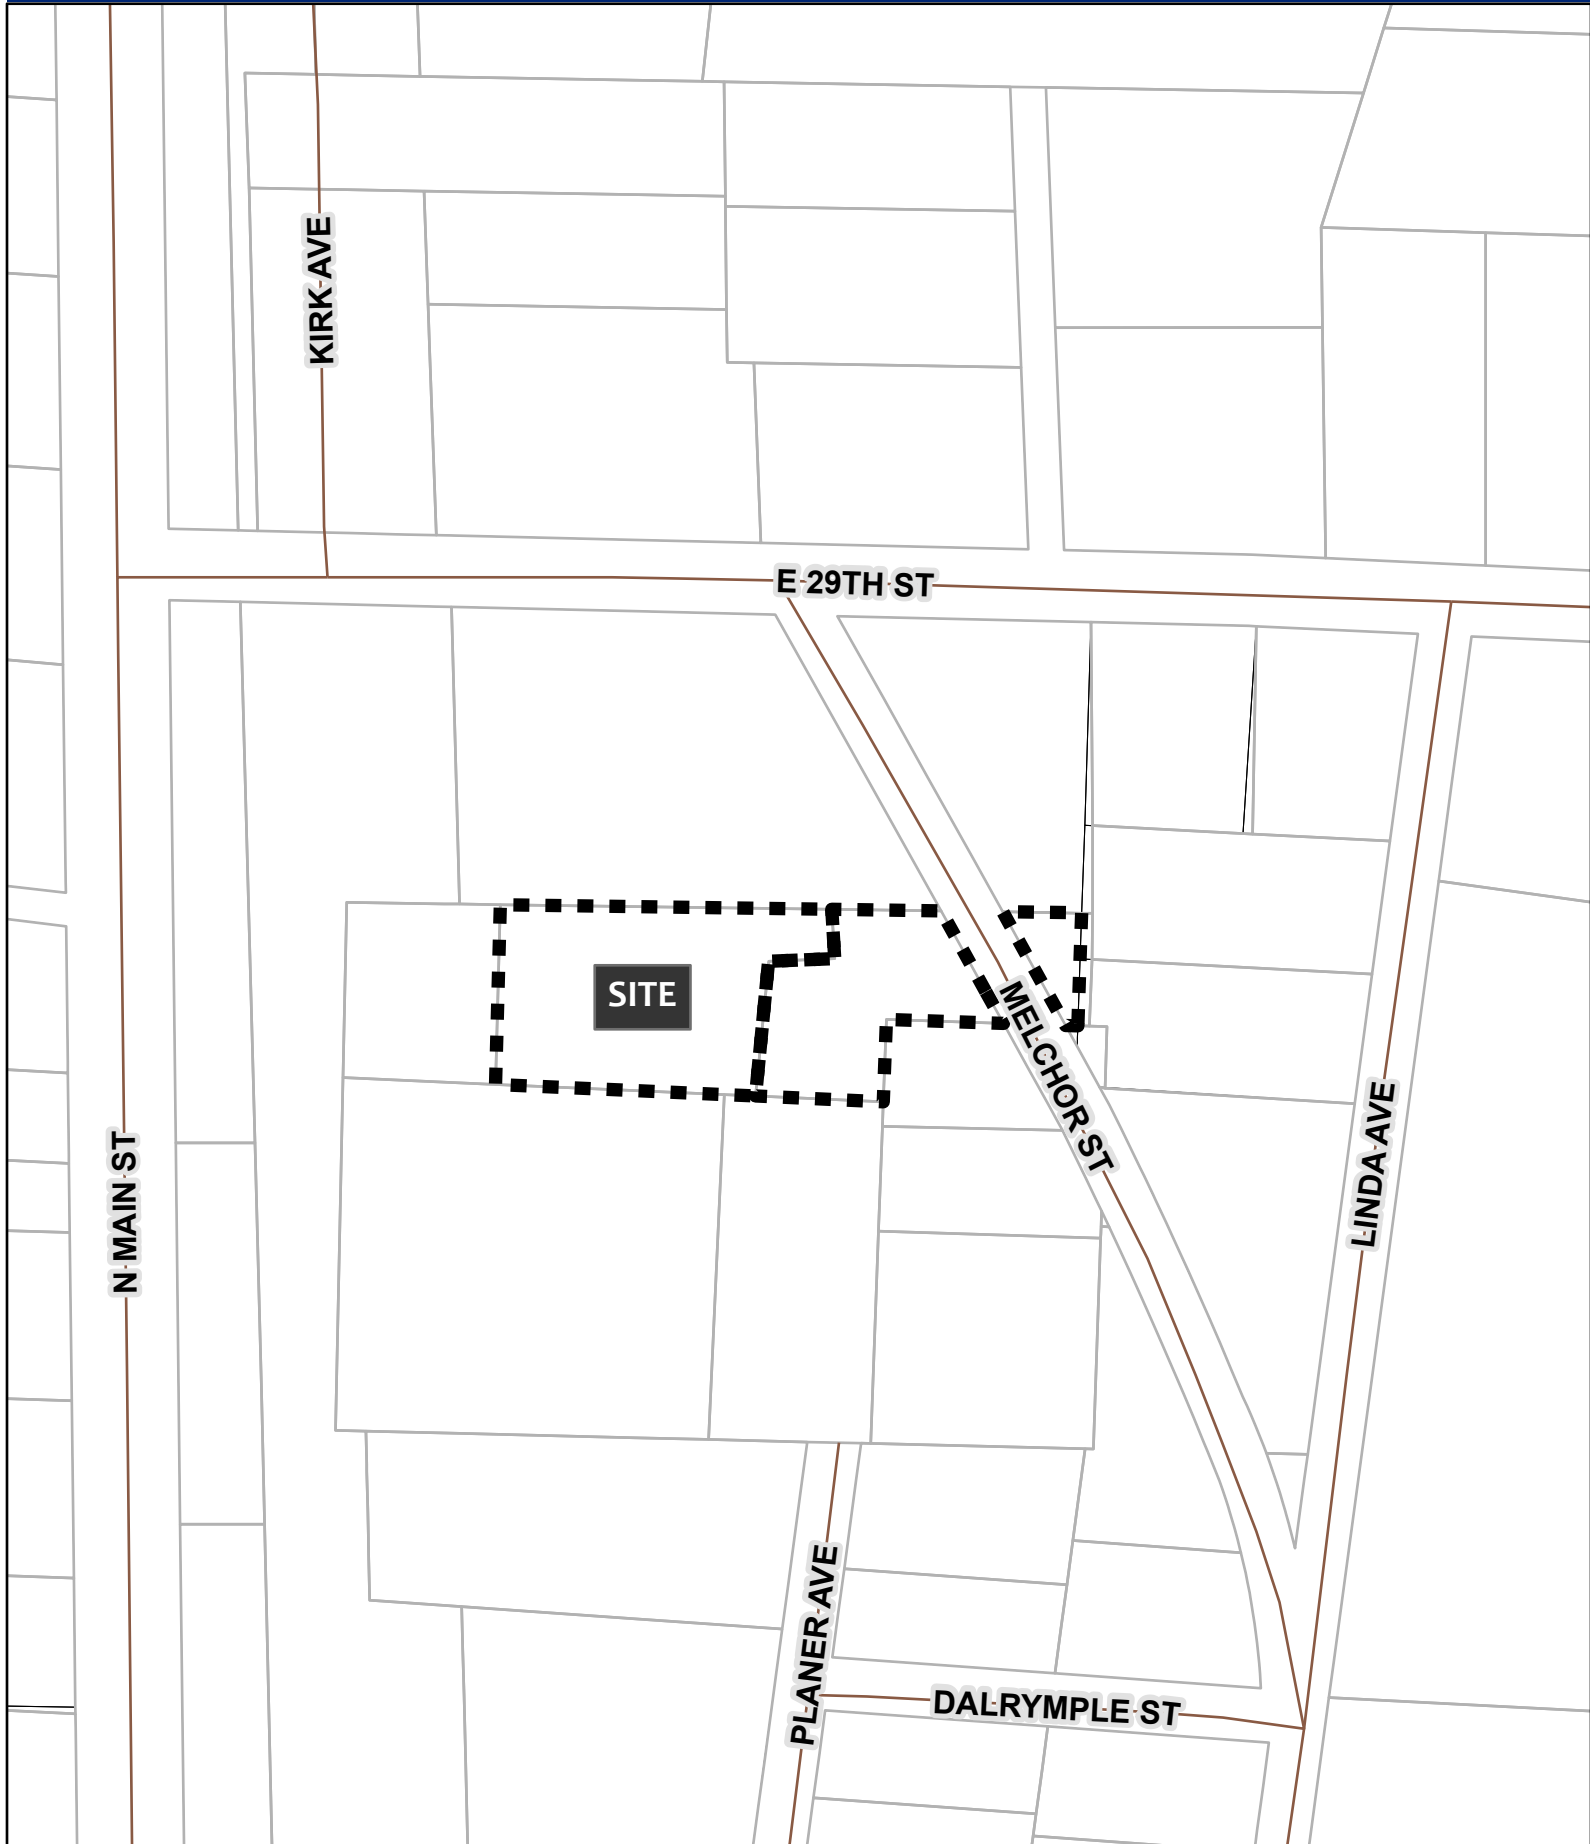 KIRK AVE
E 29TH ST
SITE
MELCHOR ST
LINDA AVE
N MAIN ST
PLANER AVE
DALRYMPLE ST